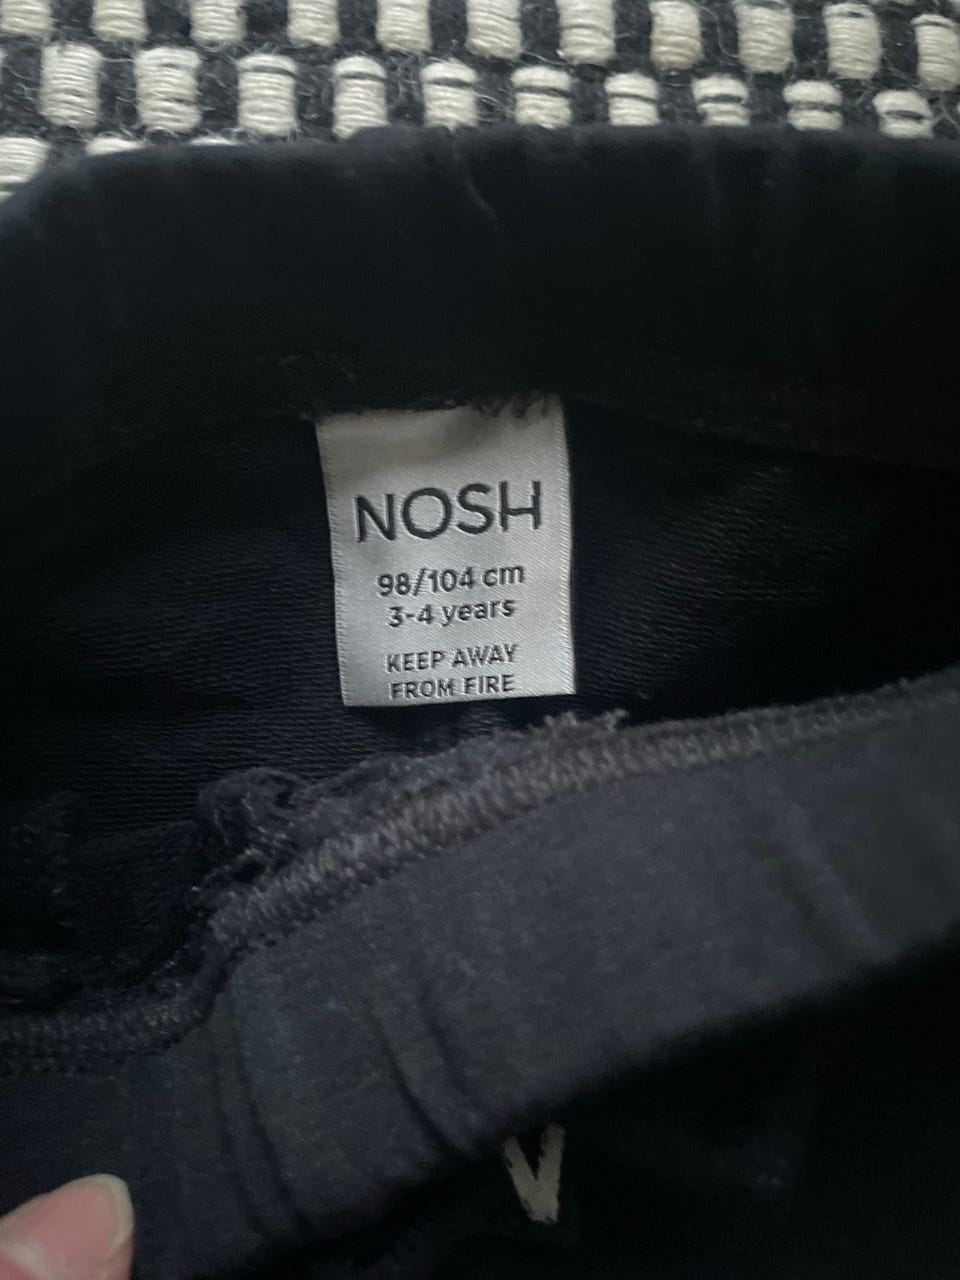 NOSH
98/104 cm
3-4 years
KEEP AWAY
FROM FIRE
V